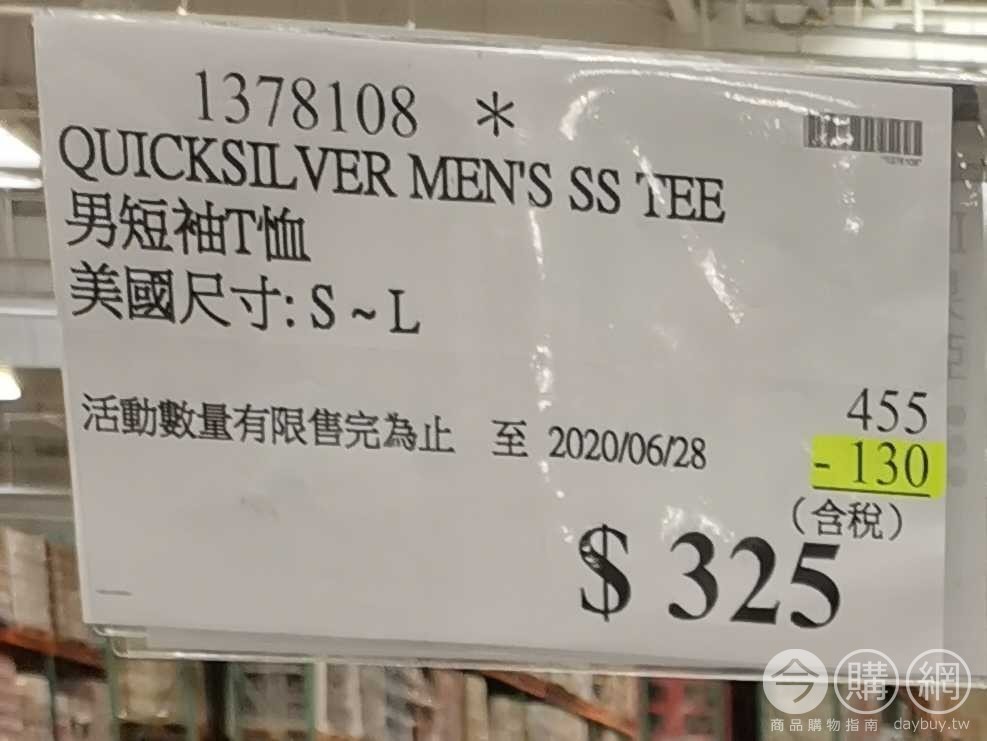 1378108 *
QUICKSILVER MEN'S SS TEE
男短袖T恤
美國尺寸: S ~ L
活動數量有限售完為止 至 2020/06/28
455
- 130
(含稅)
$ 325
今購網
商品購物指南 daybuy.tw